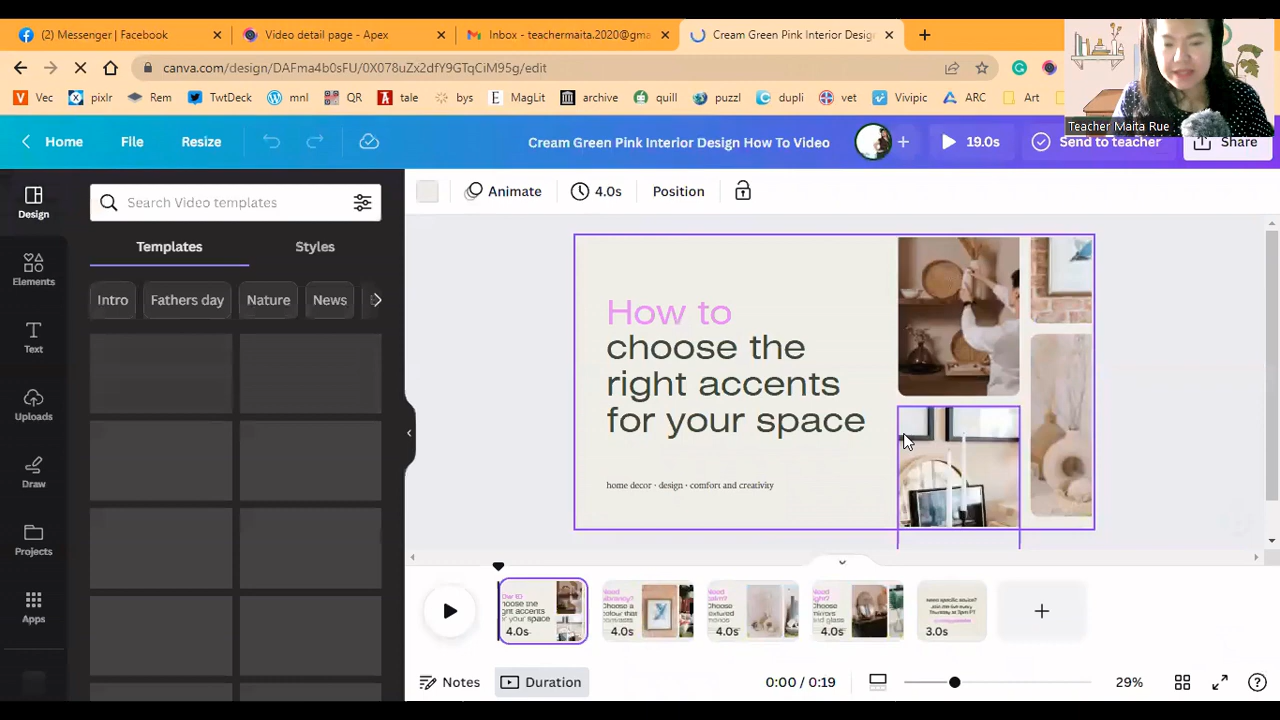 (2) Messenger | Facebook
Video detail page - Apex
Inbox - teachermaita.2020@gma
Cream Green Pink Interior Desig
canva.com/design/DAFma4b0sFU/0X078uZx2dfY9GTqCiM95g/edit
Vec
pixlr
Rem
TwtDeck
mnl
QR
tale
bys
MagLit
archive
quill
puzzl
dupli
vet
Vivipic
ARC
Art
Teacher Maita Rue
Home
File
Resize
Cream Green Pink Interior Design How To Video
19.0s
Send to teacher
Share
Design
Elements
Text
Uploads
Draw
Projects
Apps
Search Video templates
Templates
Styles
Intro
Fathers day
Nature
News
Animate
4.0s
Position
How to
choose the
right accents
for your space
home decor · design · comfort and creativity
4.0s
4.0s
4.0s
4.0s
3.0s
Notes
Duration
0:00 / 0:19
29%